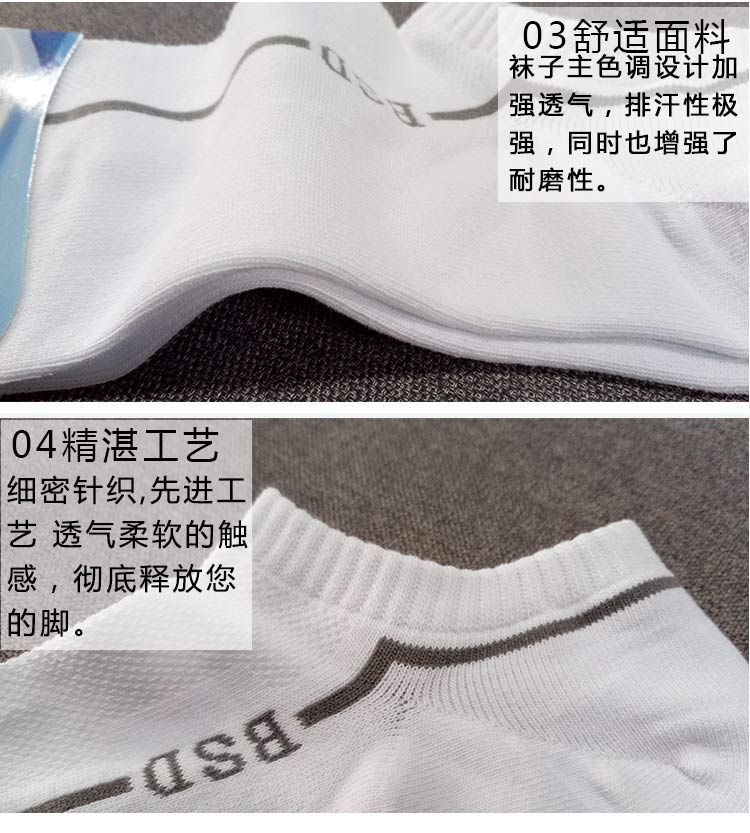 03舒适面料
袜子主色调设计加
强透气，排汗性极
强，同时也增强了
耐磨性。
BSD
04精湛工艺
细密针织,先进工
艺 透气柔软的触
感，彻底释放您
的脚。
BSD